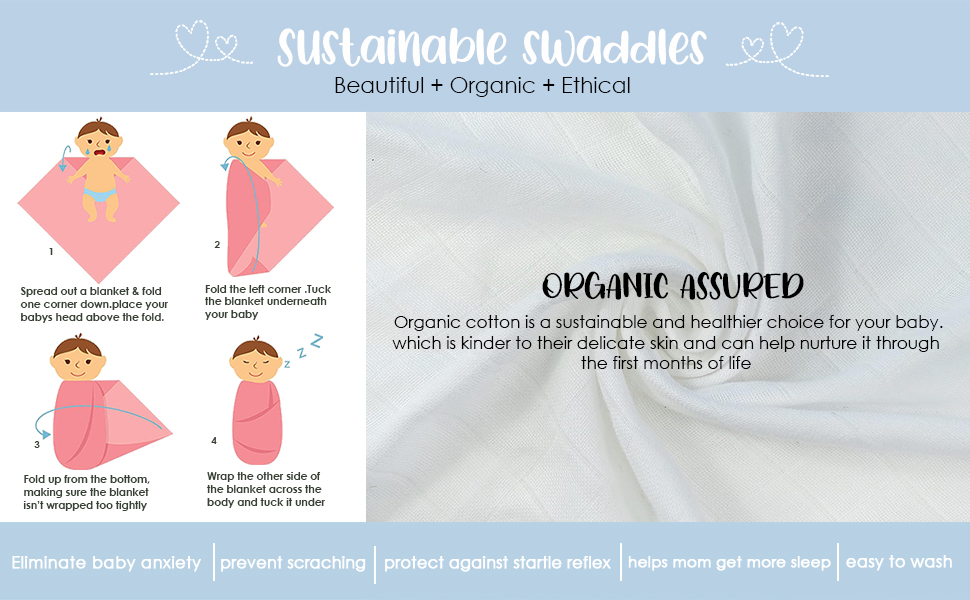 sustainable swaddles
Beautiful + Organic + Ethical
1
Spread out a blanket & fold
one corner down.place your
babys head above the fold.
2
Fold the left corner .Tuck
the blanket underneath
your baby
3
Fold up from the bottom,
making sure the blanket
isn't wrapped too tightly
z z z
4
Wrap the other side of
the blanket across the
body and tuck it under
ORGANIC ASSURED
Organic cotton is a sustainable and healthier choice for your baby.
which is kinder to their delicate skin and can help nurture it through
the first months of life
Eliminate baby anxiety | prevent scraching | protect against startle reflex | helps mom get more sleep | easy to wash